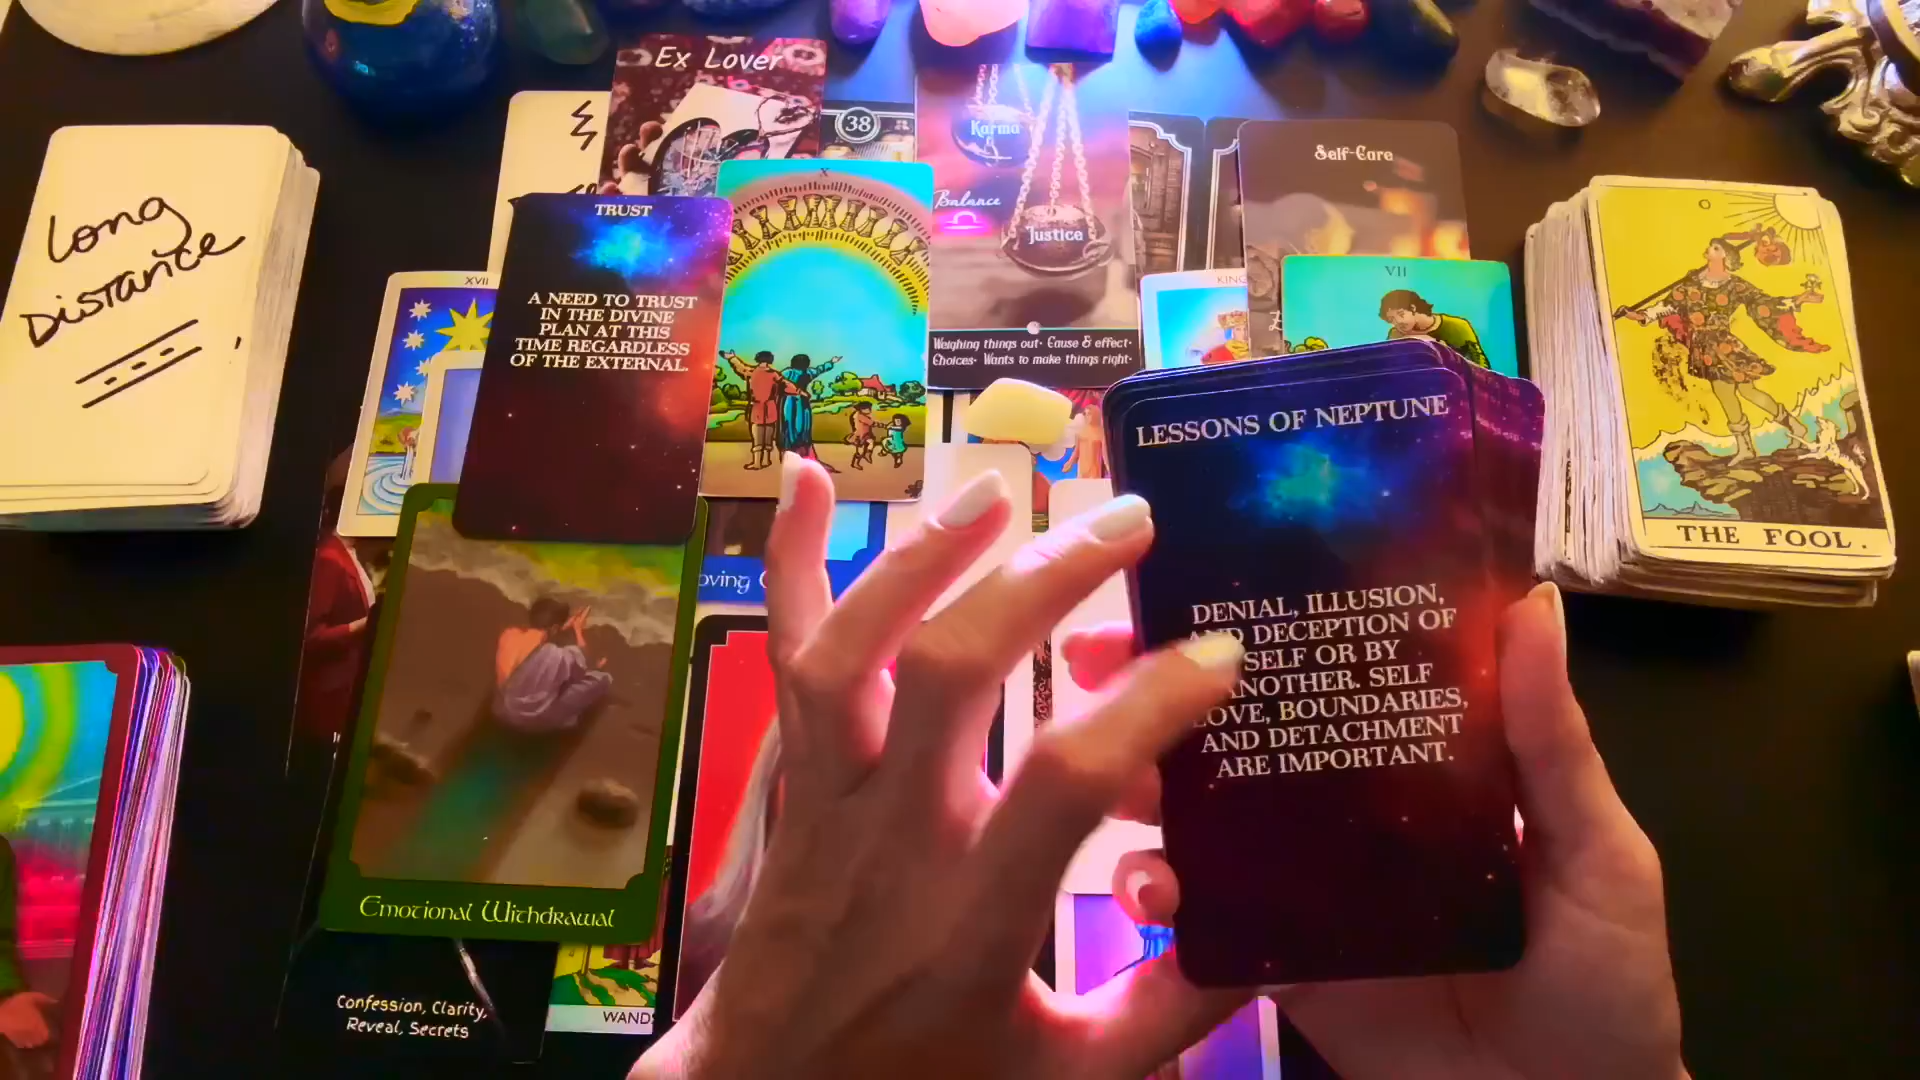 Ex Lover
38
Karma
Balance
Justice
Weighing things out· Cause & effect·
Choices· Wants to make things right·
Self-Care
Long
Distance
XVII
TRUST
A NEED TO TRUST
IN THE DIVINE
PLAN AT THIS
TIME REGARDLESS
OF THE EXTERNAL.
X
KING
VII
LESSONS OF NEPTUNE
DENIAL, ILLUSION,
AND DECEPTION OF
SELF OR BY
ANOTHER. SELF
LOVE, BOUNDARIES,
AND DETACHMENT
ARE IMPORTANT.
THE FOOL.
Emotional Withdrawal
Confession, Clarity,
Reveal, Secrets
WANDS